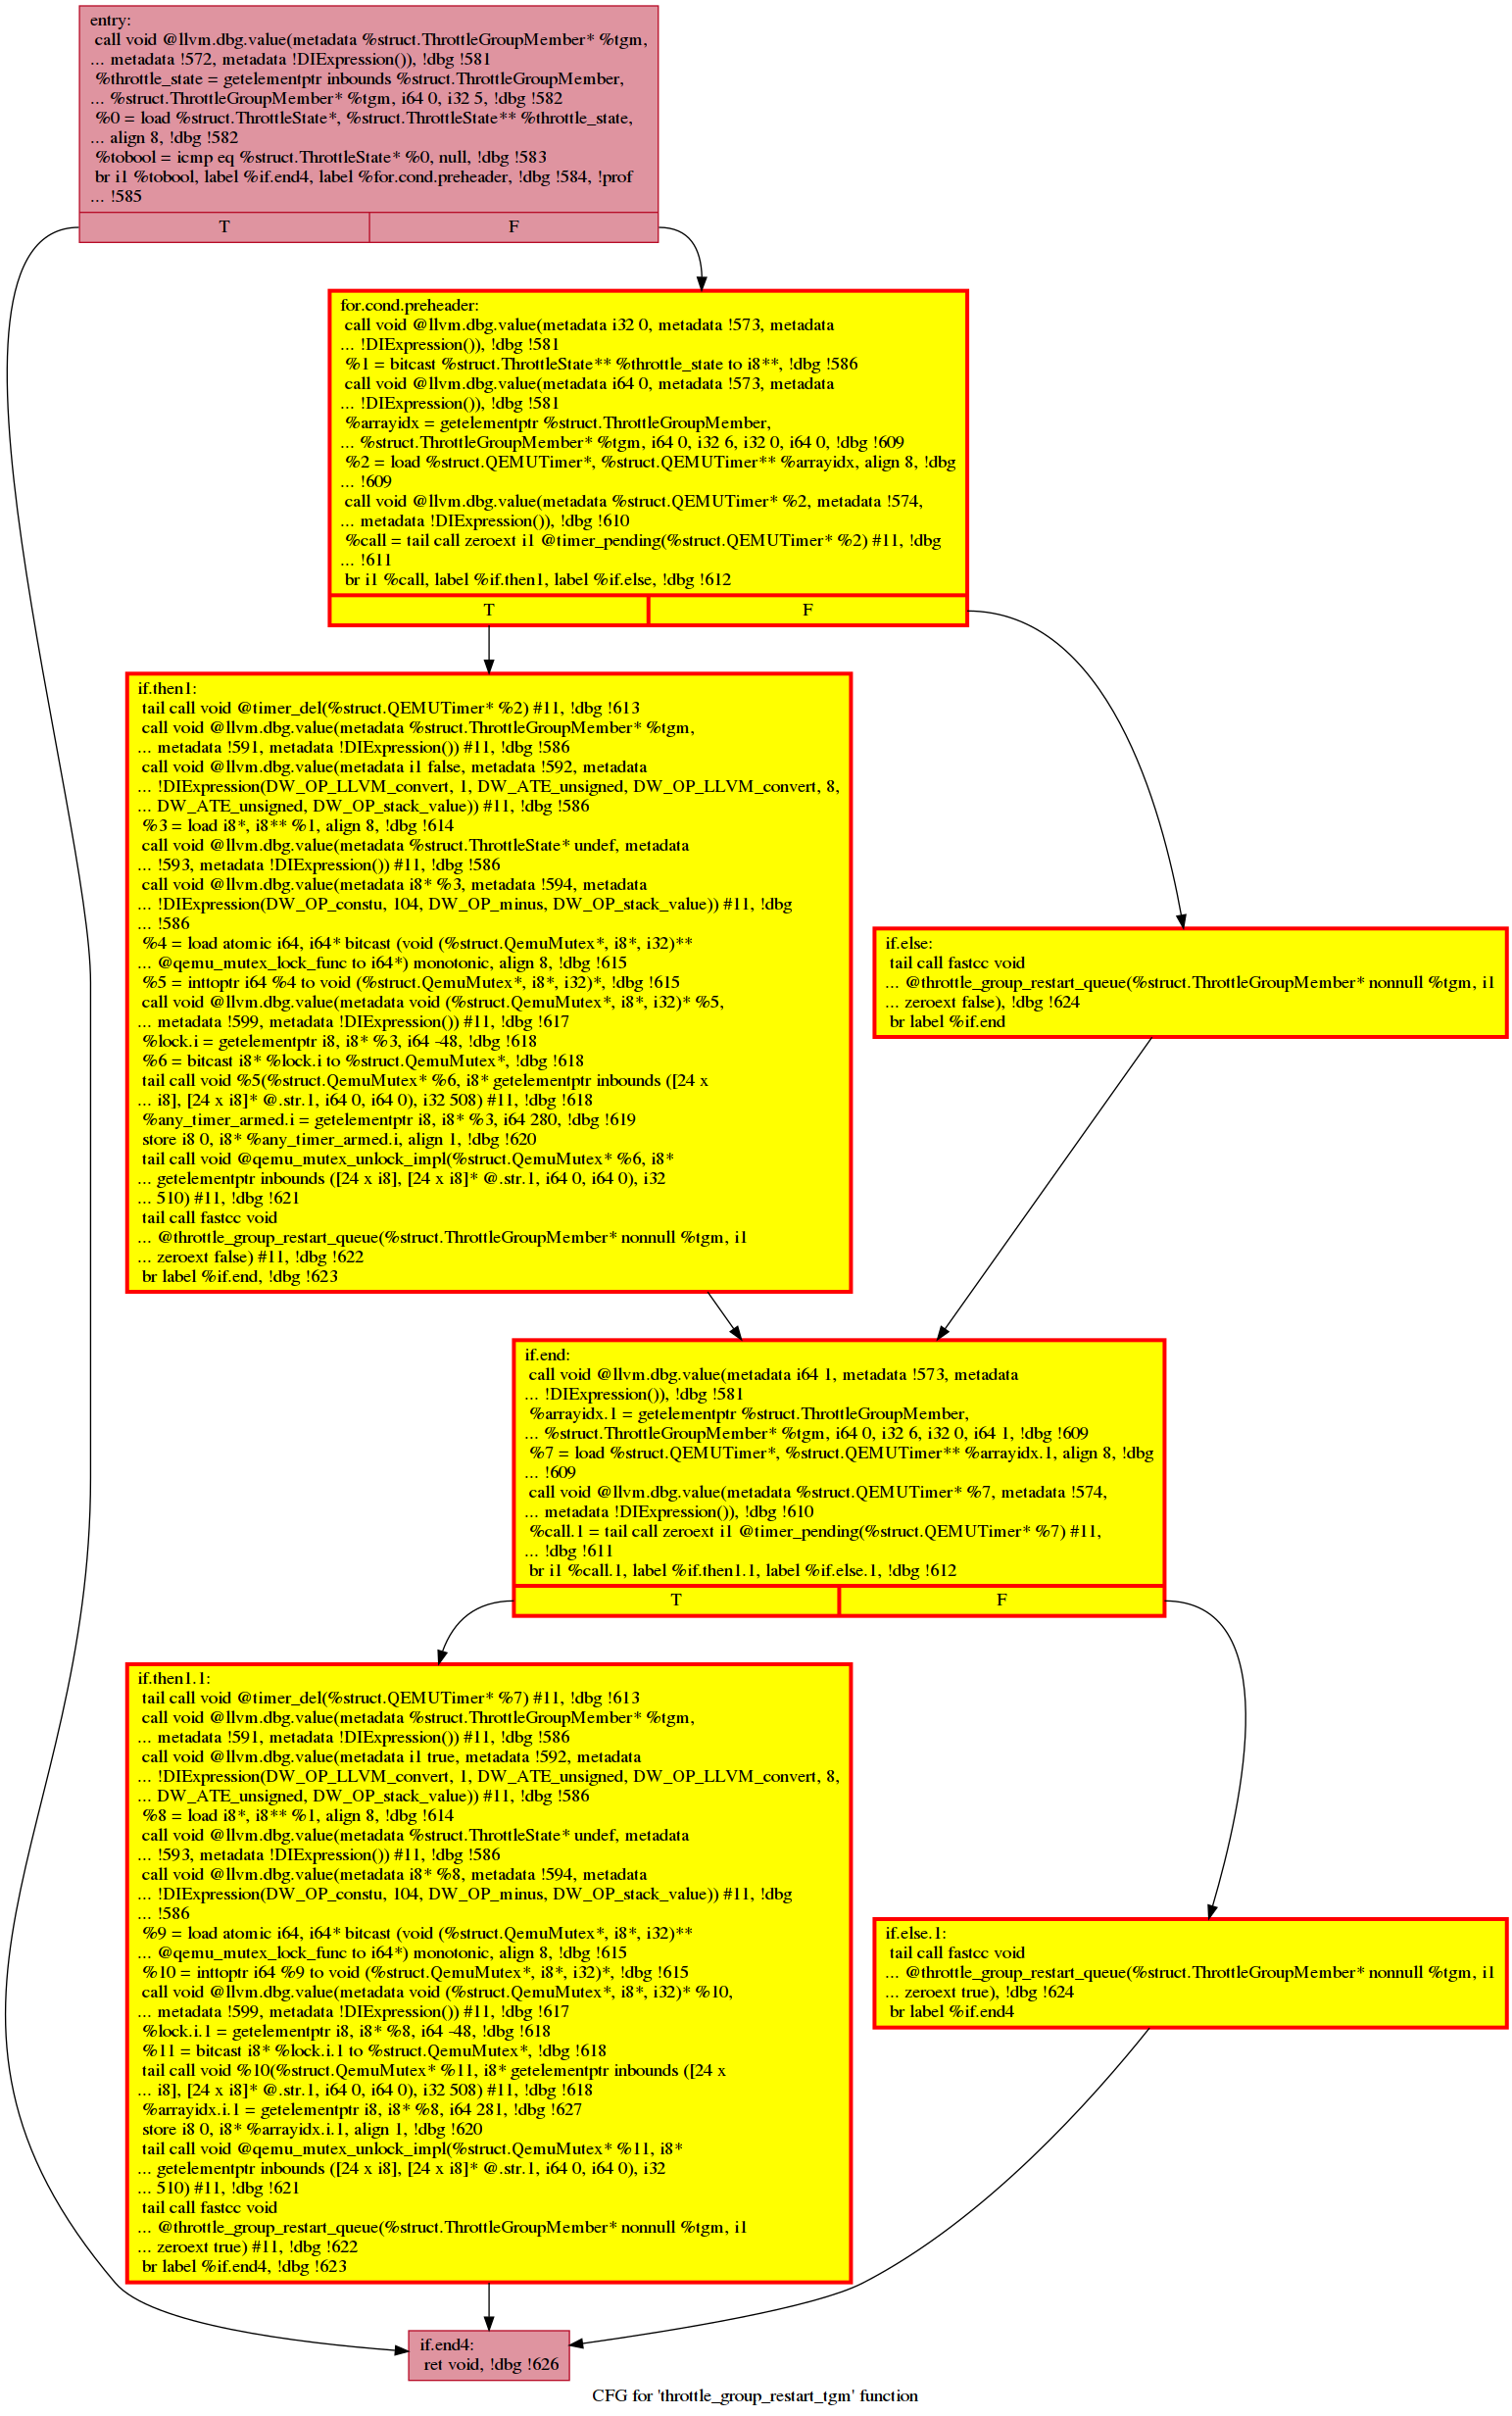 entry:
call void @llvm.dbg.value(metadata %struct.ThrottleGroupMember* %tgm,
... metadata !572, metadata !DIExpression()), !dbg !581
%throttle_state = getelementptr inbounds %struct.ThrottleGroupMember,
... %struct.ThrottleGroupMember* %tgm, i64 0, i32 5, !dbg !582
%0 = load %struct.ThrottleState*, %struct.ThrottleState** %throttle_state,
... align 8, !dbg !582
%tobool = icmp eq %struct.ThrottleState* %0, null, !dbg !583
br i1 %tobool, label %if.end4, label %for.cond.preheader, !dbg !584, !prof
... !585
T F
for.cond.preheader:
call void @llvm.dbg.value(metadata i32 0, metadata !573, metadata
... !DIExpression()), !dbg !581
%1 = bitcast %struct.ThrottleState** %throttle_state to i8**, !dbg !586
call void @llvm.dbg.value(metadata i64 0, metadata !573, metadata
... !DIExpression()), !dbg !581
%arrayidx = getelementptr %struct.ThrottleGroupMember,
... %struct.ThrottleGroupMember* %tgm, i64 0, i32 6, i32 0, i64 0, !dbg !609
%2 = load %struct.QEMUTimer*, %struct.QEMUTimer** %arrayidx, align 8, !dbg
... !609
call void @llvm.dbg.value(metadata %struct.QEMUTimer* %2, metadata !574,
... metadata !DIExpression()), !dbg !610
%call = tail call zeroext i1 @timer_pending(%struct.QEMUTimer* %2) #11, !dbg
... !611
br i1 %call, label %if.then1, label %if.else, !dbg !612
T F
if.then1:
tail call void @timer_del(%struct.QEMUTimer* %2) #11, !dbg !613
call void @llvm.dbg.value(metadata %struct.ThrottleGroupMember* %tgm,
... metadata !591, metadata !DIExpression()) #11, !dbg !586
call void @llvm.dbg.value(metadata i1 false, metadata !592, metadata
... !DIExpression(DW_OP_LLVM_convert, 1, DW_ATE_unsigned, DW_OP_LLVM_convert, 8,
... DW_ATE_unsigned, DW_OP_stack_value)) #11, !dbg !586
%3 = load i8*, i8** %1, align 8, !dbg !614
call void @llvm.dbg.value(metadata %struct.ThrottleState* undef, metadata
... !593, metadata !DIExpression()) #11, !dbg !586
call void @llvm.dbg.value(metadata i8* %3, metadata !594, metadata
... !DIExpression(DW_OP_constu, 104, DW_OP_minus, DW_OP_stack_value)) #11, !dbg
... !586
%4 = load atomic i64, i64* bitcast (void (%struct.QemuMutex*, i8*, i32)**
... @qemu_mutex_lock_func to i64*) monotonic, align 8, !dbg !615
%5 = inttoptr i64 %4 to void (%struct.QemuMutex*, i8*, i32)*, !dbg !615
call void @llvm.dbg.value(metadata void (%struct.QemuMutex*, i8*, i32)* %5,
... metadata !599, metadata !DIExpression()) #11, !dbg !617
%lock.i = getelementptr i8, i8* %3, i64 -48, !dbg !618
%6 = bitcast i8* %lock.i to %struct.QemuMutex*, !dbg !618
tail call void %5(%struct.QemuMutex* %6, i8* getelementptr inbounds ([24 x
... i8], [24 x i8]* @.str.1, i64 0, i64 0), i32 508) #11, !dbg !618
%any_timer_armed.i = getelementptr i8, i8* %3, i64 280, !dbg !619
store i8 0, i8* %any_timer_armed.i, align 1, !dbg !620
tail call void @qemu_mutex_unlock_impl(%struct.QemuMutex* %6, i8*
... getelementptr inbounds ([24 x i8], [24 x i8]* @.str.1, i64 0, i64 0), i32
... 510) #11, !dbg !621
tail call fastcc void
... @throttle_group_restart_queue(%struct.ThrottleGroupMember* nonnull %tgm, i1
... zeroext false) #11, !dbg !622
br label %if.end, !dbg !623
if.else:
tail call fastcc void
... @throttle_group_restart_queue(%struct.ThrottleGroupMember* nonnull %tgm, i1
... zeroext false), !dbg !624
br label %if.end
if.end:
call void @llvm.dbg.value(metadata i64 1, metadata !573, metadata
... !DIExpression()), !dbg !581
%arrayidx.1 = getelementptr %struct.ThrottleGroupMember,
... %struct.ThrottleGroupMember* %tgm, i64 0, i32 6, i32 0, i64 1, !dbg !609
%7 = load %struct.QEMUTimer*, %struct.QEMUTimer** %arrayidx.1, align 8, !dbg
... !609
call void @llvm.dbg.value(metadata %struct.QEMUTimer* %7, metadata !574,
... metadata !DIExpression()), !dbg !610
%call.1 = tail call zeroext i1 @timer_pending(%struct.QEMUTimer* %7) #11,
... !dbg !611
br i1 %call.1, label %if.then1.1, label %if.else.1, !dbg !612
T F
if.then1.1:
tail call void @timer_del(%struct.QEMUTimer* %7) #11, !dbg !613
call void @llvm.dbg.value(metadata %struct.ThrottleGroupMember* %tgm,
... metadata !591, metadata !DIExpression()) #11, !dbg !586
call void @llvm.dbg.value(metadata i1 true, metadata !592, metadata
... !DIExpression(DW_OP_LLVM_convert, 1, DW_ATE_unsigned, DW_OP_LLVM_convert, 8,
... DW_ATE_unsigned, DW_OP_stack_value)) #11, !dbg !586
%8 = load i8*, i8** %1, align 8, !dbg !614
call void @llvm.dbg.value(metadata %struct.ThrottleState* undef, metadata
... !593, metadata !DIExpression()) #11, !dbg !586
call void @llvm.dbg.value(metadata i8* %8, metadata !594, metadata
... !DIExpression(DW_OP_constu, 104, DW_OP_minus, DW_OP_stack_value)) #11, !dbg
... !586
%9 = load atomic i64, i64* bitcast (void (%struct.QemuMutex*, i8*, i32)**
... @qemu_mutex_lock_func to i64*) monotonic, align 8, !dbg !615
%10 = inttoptr i64 %9 to void (%struct.QemuMutex*, i8*, i32)*, !dbg !615
call void @llvm.dbg.value(metadata void (%struct.QemuMutex*, i8*, i32)* %10,
... metadata !599, metadata !DIExpression()) #11, !dbg !617
%lock.i.1 = getelementptr i8, i8* %8, i64 -48, !dbg !618
%11 = bitcast i8* %lock.i.1 to %struct.QemuMutex*, !dbg !618
tail call void %10(%struct.QemuMutex* %11, i8* getelementptr inbounds ([24 x
... i8], [24 x i8]* @.str.1, i64 0, i64 0), i32 508) #11, !dbg !618
%arrayidx.i.1 = getelementptr i8, i8* %8, i64 281, !dbg !627
store i8 0, i8* %arrayidx.i.1, align 1, !dbg !620
tail call void @qemu_mutex_unlock_impl(%struct.QemuMutex* %11, i8*
... getelementptr inbounds ([24 x i8], [24 x i8]* @.str.1, i64 0, i64 0), i32
... 510) #11, !dbg !621
tail call fastcc void
... @throttle_group_restart_queue(%struct.ThrottleGroupMember* nonnull %tgm, i1
... zeroext true) #11, !dbg !622
br label %if.end4, !dbg !623
if.else.1:
tail call fastcc void
... @throttle_group_restart_queue(%struct.ThrottleGroupMember* nonnull %tgm, i1
... zeroext true), !dbg !624
br label %if.end4
if.end4:
ret void, !dbg !626
CFG for 'throttle_group_restart_tgm' function